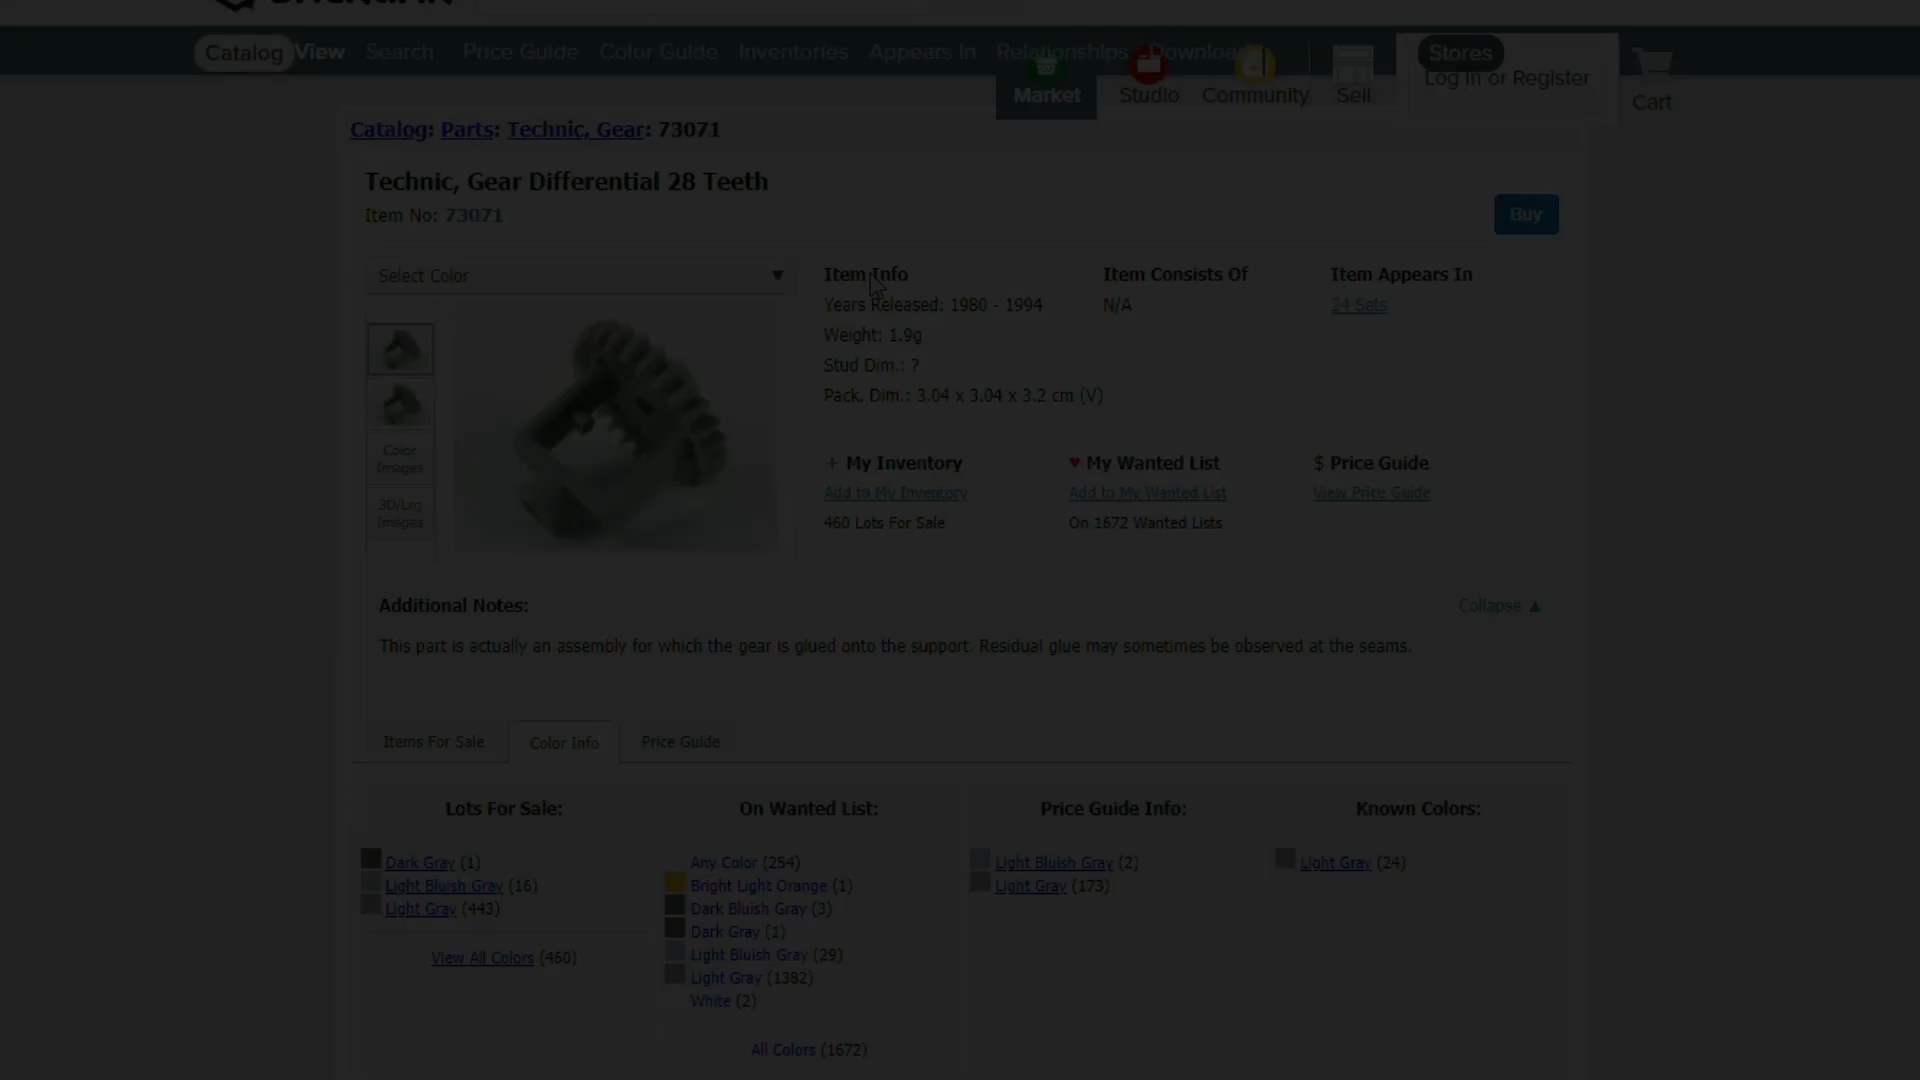 Catalog View Search Price Guide Color Guide Inventories Appears In Relationships Download Stores
Log In or Register
Market Studio Community Sell Cart
Catalog: Parts: Technic, Gear: 73071
Technic, Gear Differential 28 Teeth
Item No: 73071
Buy
Select Color ▼
Item Info
Years Released: 1980 - 1994
Weight: 1.9g
Stud Dim.: ?
Pack. Dim.: 3.04 x 3.04 x 3.2 cm (V)
Item Consists Of
N/A
Item Appears In
24 Sets
Color
Images
3D/Lrg
Images
+ My Inventory
Add to My Inventory
460 Lots For Sale
♥ My Wanted List
Add to My Wanted List
On 1672 Wanted Lists
$ Price Guide
View Price Guide
Additional Notes:
Collapse ▲
This part is actually an assembly for which the gear is glued onto the support. Residual glue may sometimes be observed at the seams.
Items For Sale Color Info Price Guide
Lots For Sale:
Dark Gray (1)
Light Bluish Gray (16)
Light Gray (443)
View All Colors (460)
On Wanted List:
Any Color (254)
Bright Light Orange (1)
Dark Bluish Gray (3)
Dark Gray (1)
Light Bluish Gray (29)
Light Gray (1382)
White (2)
All Colors (1672)
Price Guide Info:
Light Bluish Gray (2)
Light Gray (173)
Known Colors:
Light Gray (24)